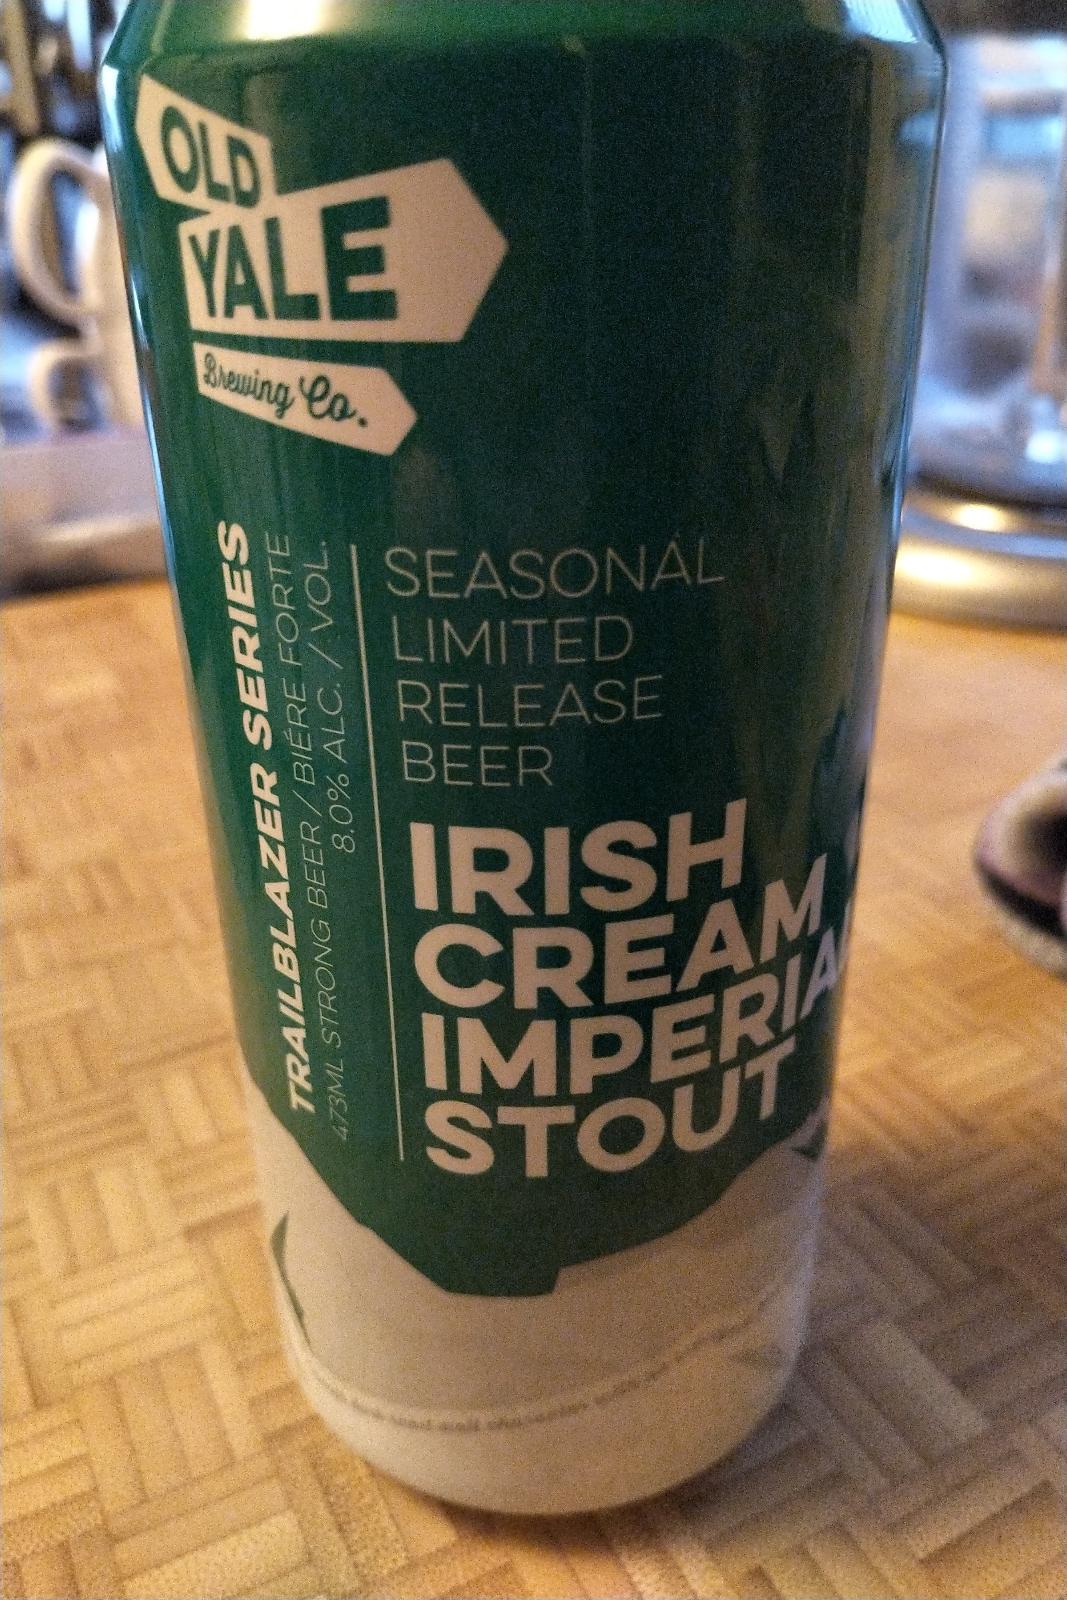 OLD
YALE
Brewing Co.
TRAILBLAZER SERIES
473ML STRONG BEER / BIÈRE FORTE
8.0% ALC. / VOL.
SEASONAL
LIMITED
RELEASE
BEER
IRISH
CREAM
IMPERIA
STOUT